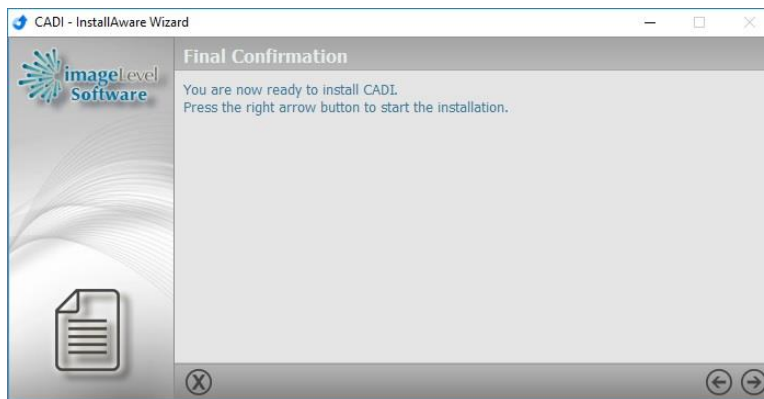 CADI - InstallAware Wizard
imageLevel
Software
Final Confirmation
You are now ready to install CADI.
Press the right arrow button to start the installation.